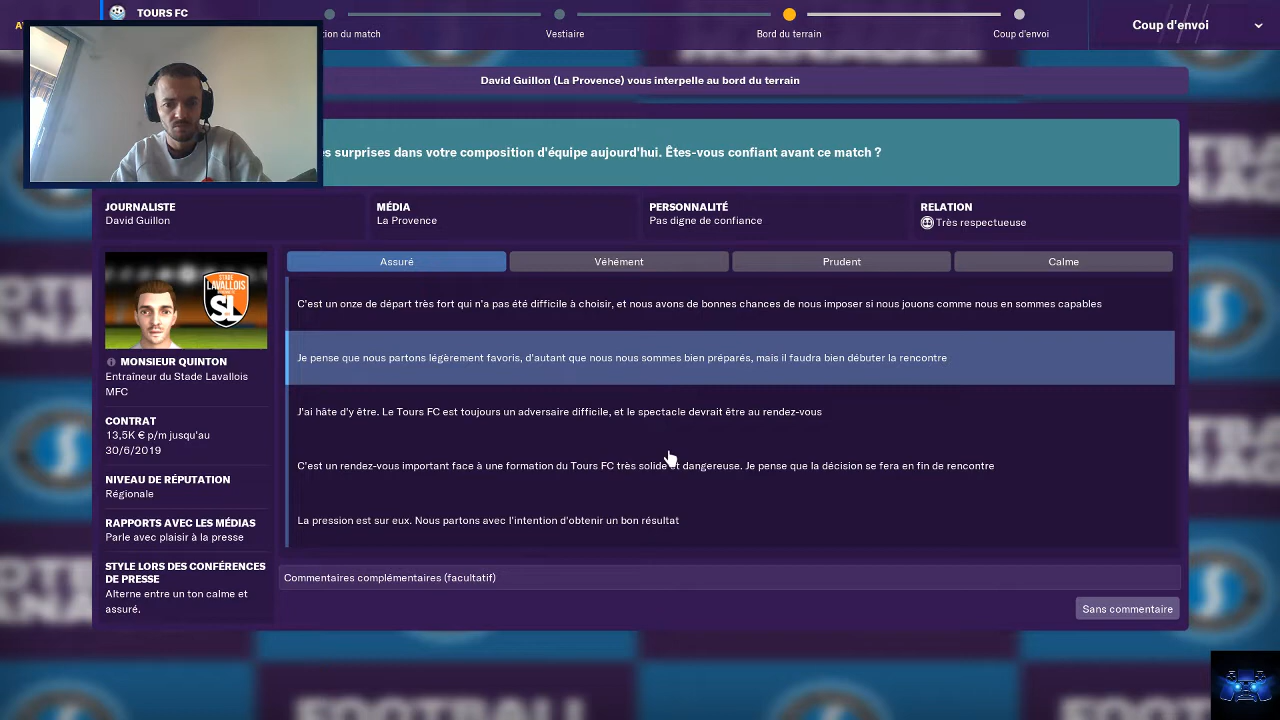 TOURS FC
ion du match
Vestiaire
Bord du terrain
Coup d'envoi
Coup d'envoi
David Guillon (La Provence) vous interpelle au bord du terrain
es surprises dans votre composition d'équipe aujourd'hui. Êtes-vous confiant avant ce match ?
JOURNALISTE
David Guillon
MÉDIA
La Provence
PERSONNALITÉ
Pas digne de confiance
RELATION
Très respectueuse
STADE LAVALLOIS
SL
MONSIEUR QUINTON
Entraîneur du Stade Lavallois
MFC
CONTRAT
13,5K € p/m jusqu'au
30/6/2019
NIVEAU DE RÉPUTATION
Régionale
RAPPORTS AVEC LES MÉDIAS
Parle avec plaisir à la presse
STYLE LORS DES CONFÉRENCES
DE PRESSE
Alterne entre un ton calme et
assuré.
Assuré
Véhément
Prudent
Calme
C'est un onze de départ très fort qui n'a pas été difficile à choisir, et nous avons de bonnes chances de nous imposer si nous jouons comme nous en sommes capables
Je pense que nous partons légèrement favoris, d'autant que nous nous sommes bien préparés, mais il faudra bien débuter la rencontre
J'ai hâte d'y être. Le Tours FC est toujours un adversaire difficile, et le spectacle devrait être au rendez-vous
C'est un rendez-vous important face à une formation du Tours FC très solide et dangereuse. Je pense que la décision se fera en fin de rencontre
La pression est sur eux. Nous partons avec l'intention d'obtenir un bon résultat
Commentaires complémentaires (facultatif)
Sans commentaire
FOOTBALL